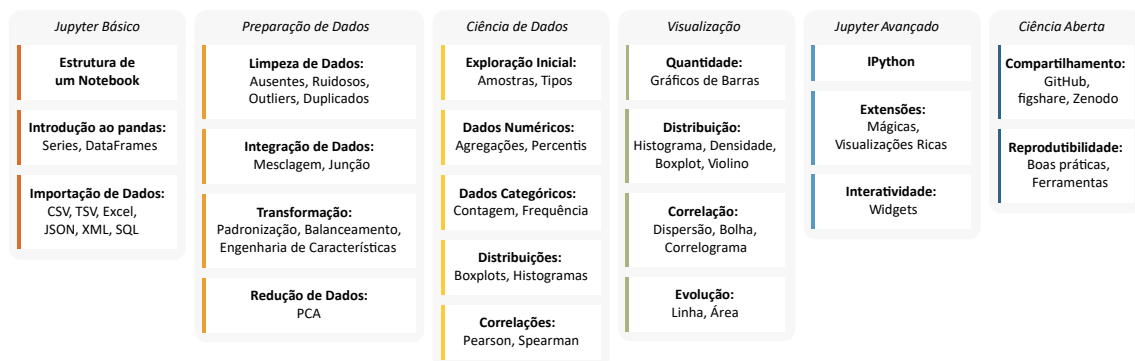 Jupyter Básico
Estrutura de
um Notebook
Introdução ao pandas:
Series, DataFrames
Importação de Dados:
CSV, TSV, Excel,
JSON, XML, SQL
Preparação de Dados
Limpeza de Dados:
Ausentes, Ruidosos,
Outliers, Duplicados
Integração de Dados:
Mesclagem, Junção
Transformação:
Padronização, Balanceamento,
Engenharia de Características
Redução de Dados:
PCA
Ciência de Dados
Exploração Inicial:
Amostras, Tipos
Dados Numéricos:
Agregações, Percentis
Dados Categóricos:
Contagem, Frequência
Distribuições:
Boxplots, Histogramas
Correlações:
Pearson, Spearman
Visualização
Quantidade:
Gráficos de Barras
Distribuição:
Histograma, Densidade,
Boxplot, Violino
Correlação:
Dispersão, Bolha,
Correlograma
Evolução:
Linha, Área
Jupyter Avançado
IPython
Extensões:
Mágicas,
Visualizações Ricas
Interatividade:
Widgets
Ciência Aberta
Compartilhamento:
GitHub,
figshare, Zenodo
Reprodutibilidade:
Boas práticas,
Ferramentas